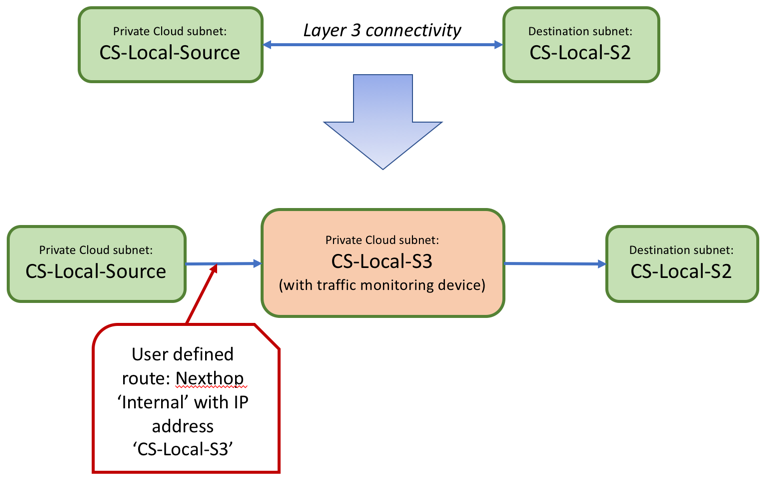 Private Cloud subnet:
CS-Local-Source
Layer 3 connectivity
Destination subnet:
CS-Local-S2
Private Cloud subnet:
CS-Local-Source
Private Cloud subnet:
CS-Local-S3
(with traffic monitoring device)
Destination subnet:
CS-Local-S2
User defined
route: Nexthop
‘Internal’ with IP
address
‘CS-Local-S3’